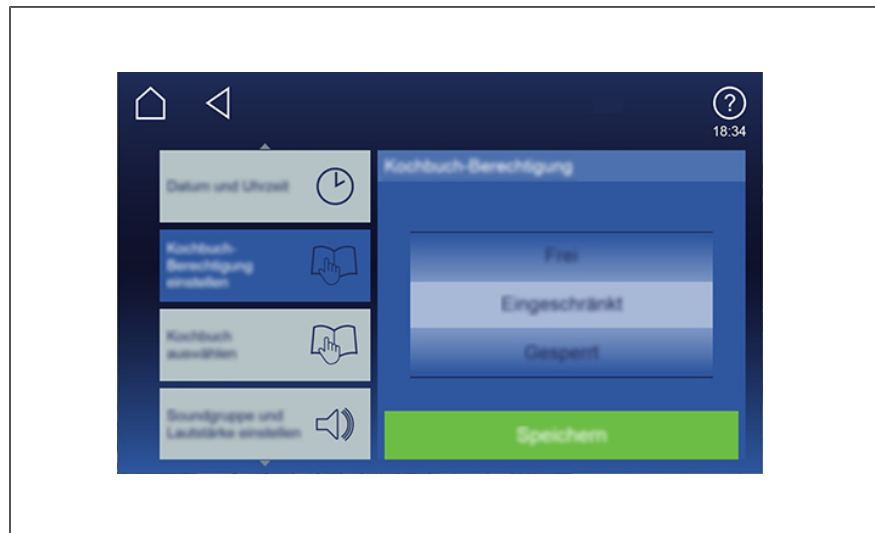 ?
18:34
Datum und Uhrzeit
Kochbuch-
Berechtigung
einstellen
Kochbuch
auswählen
Soundgruppe und
Lautstärke einstellen
Kochbuch-Berechtigung
Frei
Eingeschränkt
Gesperrt
Speichern